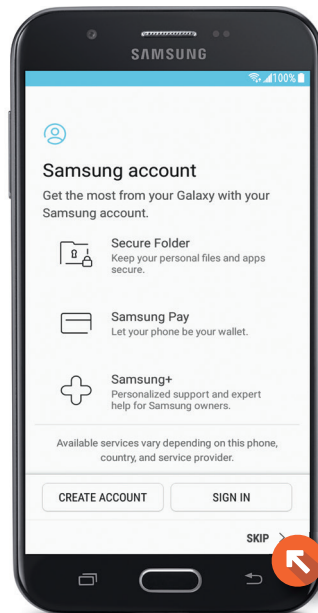 SAMSUNG
100%
Samsung account
Get the most from your Galaxy with your
Samsung account.
Secure Folder
Keep your personal files and apps
secure.
Samsung Pay
Let your phone be your wallet.
Samsung+
Personalized support and expert
help for Samsung owners.
Available services vary depending on this phone,
country, and service provider.
CREATE ACCOUNT
SIGN IN
SKIP